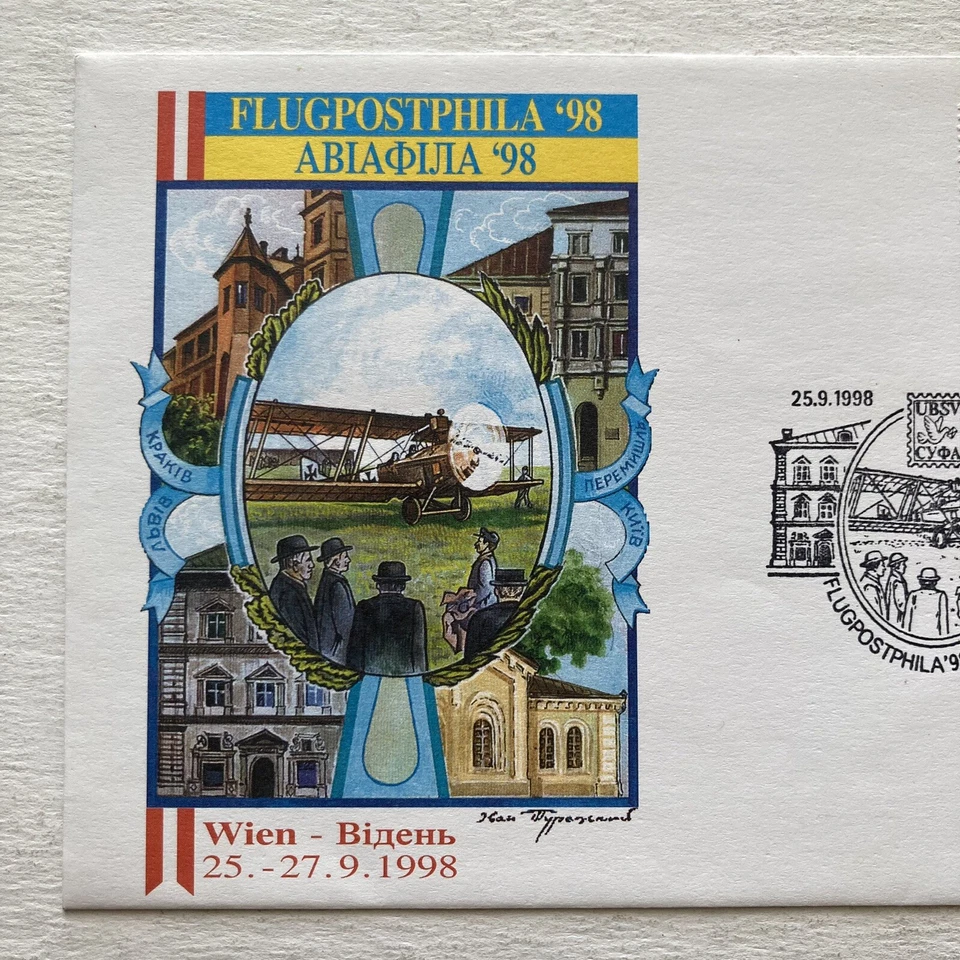 FLUGPOSTPHILA ‘98
АВІАФІЛА ‘98
КРАКІВ
ПЕРЕМИШЛЬ
ЛЬВІВ
КИЇВ
Wien - Відень
25.-27.9.1998
25.9.1998
UBSV
СУФА
FLUGPOSTPHILA'9